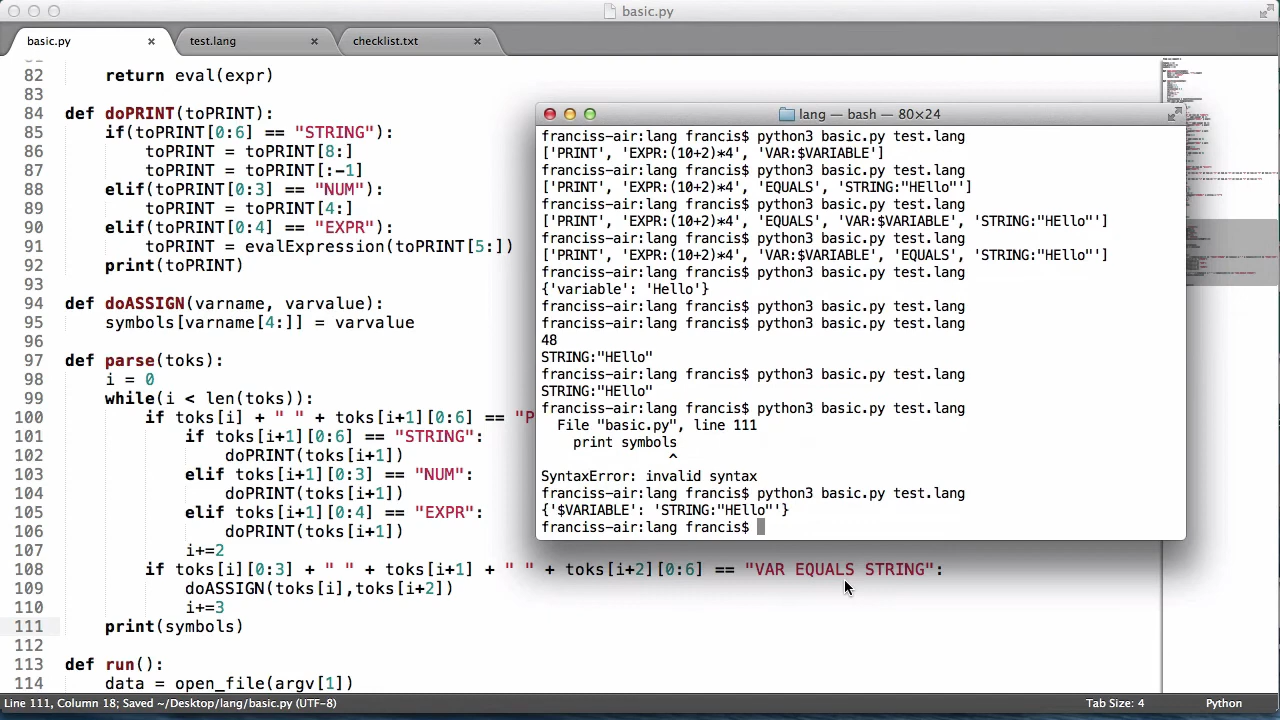 basic.py
basic.py
test.lang
checklist.txt
82 return eval(expr)
83
84 def doPRINT(toPRINT):
85 if(toPRINT[0:6] == "STRING"):
86 toPRINT = toPRINT[8:]
87 toPRINT = toPRINT[:-1]
88 elif(toPRINT[0:3] == "NUM"):
89 toPRINT = toPRINT[4:]
90 elif(toPRINT[0:4] == "EXPR"):
91 toPRINT = evalExpression(toPRINT[5:])
92 print(toPRINT)
93
94 def doASSIGN(varname, varvalue):
95 symbols[varname[4:]] = varvalue
96
97 def parse(toks):
98 i = 0
99 while(i < len(toks)):
100 if toks[i] + " " + toks[i+1][0:6] == "P
101 if toks[i+1][0:6] == "STRING":
102 doPRINT(toks[i+1])
103 elif toks[i+1][0:3] == "NUM":
104 doPRINT(toks[i+1])
105 elif toks[i+1][0:4] == "EXPR":
106 doPRINT(toks[i+1])
107 i+=2
108 if toks[i][0:3] + " " + toks[i+1] + " " + toks[i+2][0:6] == "VAR EQUALS STRING":
109 doASSIGN(toks[i],toks[i+2])
110 i+=3
111 print(symbols)
112
113 def run():
114 data = open_file(argv[1])
lang — bash — 80×24
franciss-air:lang francis$ python3 basic.py test.lang
['PRINT', 'EXPR:(10+2)*4', 'VAR:$VARIABLE']
franciss-air:lang francis$ python3 basic.py test.lang
['PRINT', 'EXPR:(10+2)*4', 'EQUALS', 'STRING:"HEllo"']
franciss-air:lang francis$ python3 basic.py test.lang
['PRINT', 'EXPR:(10+2)*4', 'EQUALS', 'VAR:$VARIABLE', 'STRING:"HEllo"']
franciss-air:lang francis$ python3 basic.py test.lang
['PRINT', 'EXPR:(10+2)*4', 'VAR:$VARIABLE', 'EQUALS', 'STRING:"HEllo"']
franciss-air:lang francis$ python3 basic.py test.lang
{'variable': 'Hello'}
franciss-air:lang francis$ python3 basic.py test.lang
franciss-air:lang francis$ python3 basic.py test.lang
48
STRING:"HEllo"
franciss-air:lang francis$ python3 basic.py test.lang
STRING:"HEllo"
franciss-air:lang francis$ python3 basic.py test.lang
File "basic.py", line 111
print symbols
^
SyntaxError: invalid syntax
franciss-air:lang francis$ python3 basic.py test.lang
{'$VARIABLE': 'STRING:"HEllo"'}
franciss-air:lang francis$
Line 111, Column 18; Saved ~/Desktop/lang/basic.py (UTF-8)
Tab Size: 4
Python